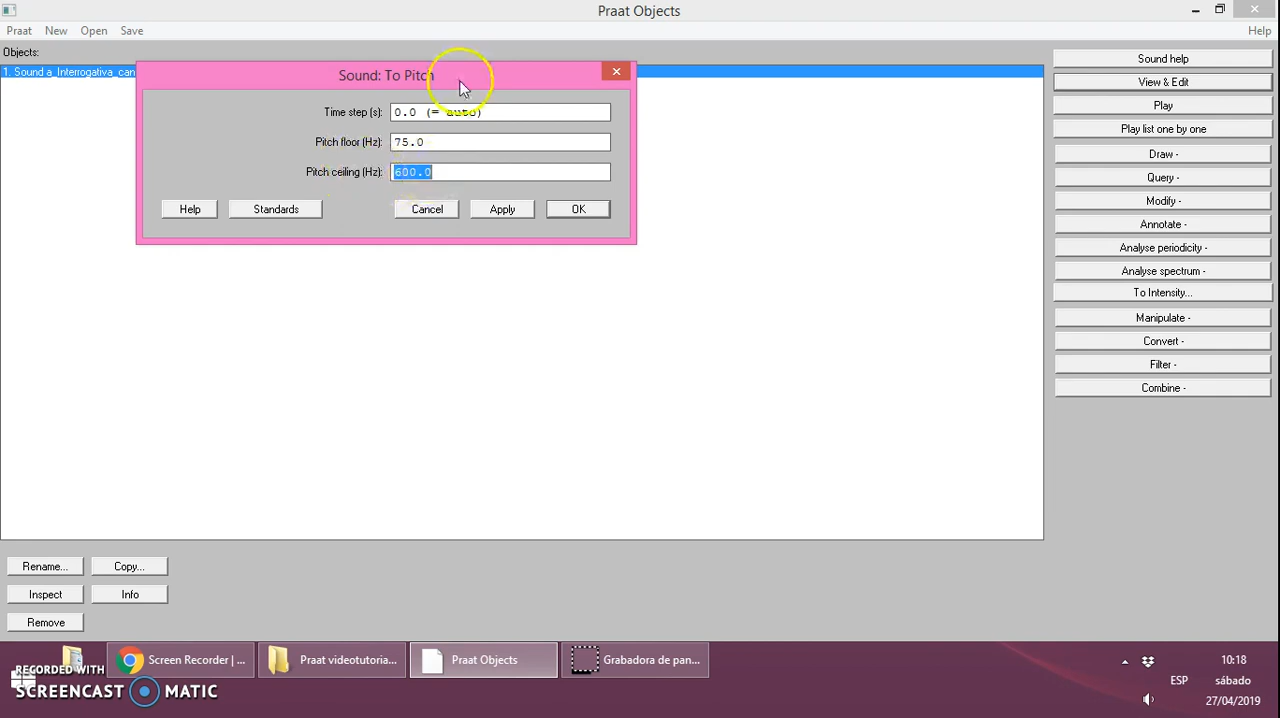 Praat Objects
Praat New Open Save Help
Objects:
1. Sound a_Interrogativa_can
Sound: To Pitch
Time step (s): 0.0 (= auto)
Pitch floor (Hz): 75.0
Pitch ceiling (Hz): 600.0
Help Standards Cancel Apply OK
Sound help
View & Edit
Play
Play list one by one
Draw -
Query -
Modify -
Annotate -
Analyse periodicity -
Analyse spectrum -
To Intensity...
Manipulate -
Convert -
Filter -
Combine -
Rename... Copy...
Inspect Info
Remove
Screen Recorder | ... Praat videotutoria... Praat Objects Grabadora de pan...
10:18
ESP sábado
27/04/2019
RECORDED WITH
SCREENCAST MATIC